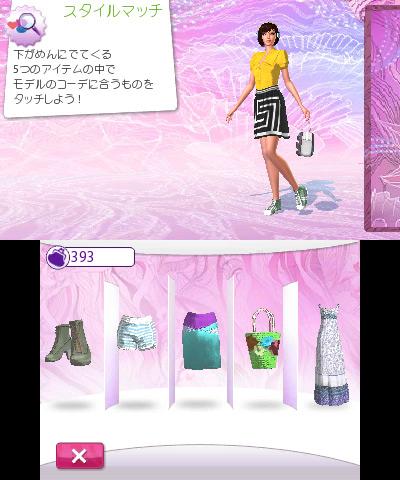 スタイルマッチ
下がめんにでてくる
5つのアイテムの中で
モデルのコーデに合うものを
タッチしよう！
393